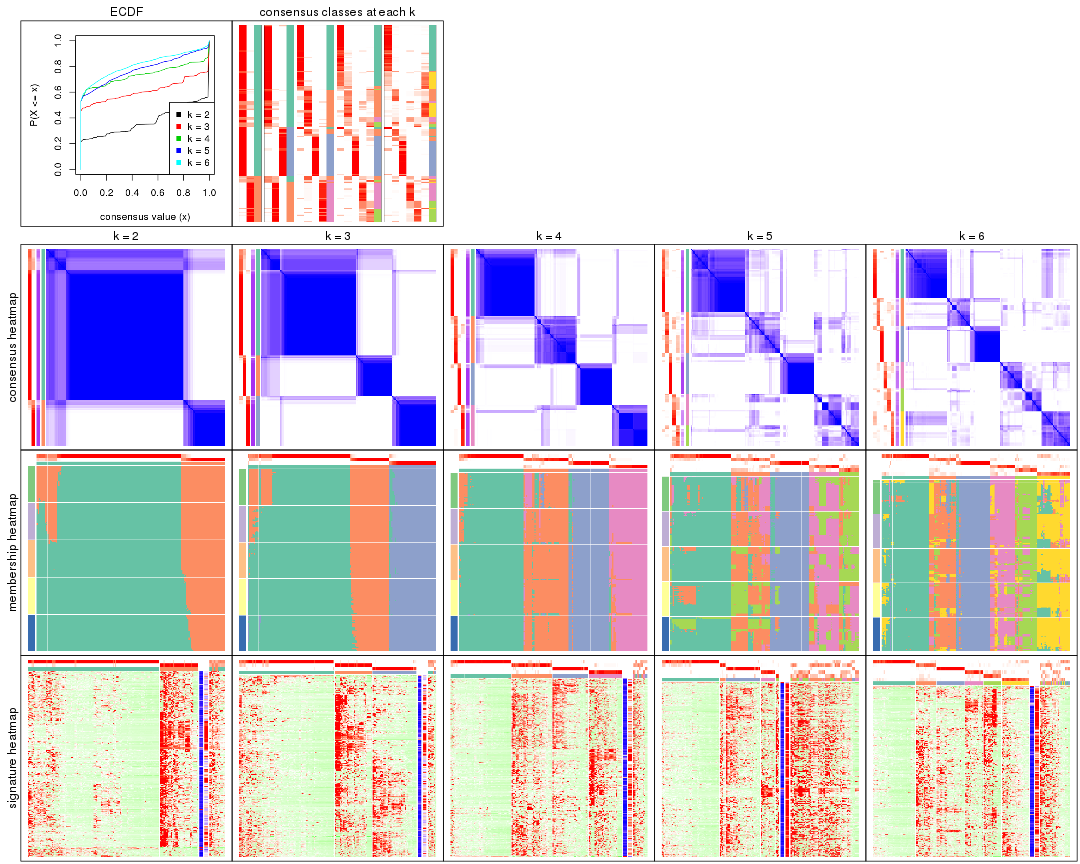 ECDF
consensus classes at each k
P(X <= x)
0.0 0.2 0.4 0.6 0.8 1.0
k = 2
k = 3
k = 4
k = 5
k = 6
0.0 0.2 0.4 0.6 0.8 1.0
consensus value (x)
k = 2 k = 3 k = 4 k = 5 k = 6
consensus heatmap
membership heatmap
signature heatmap